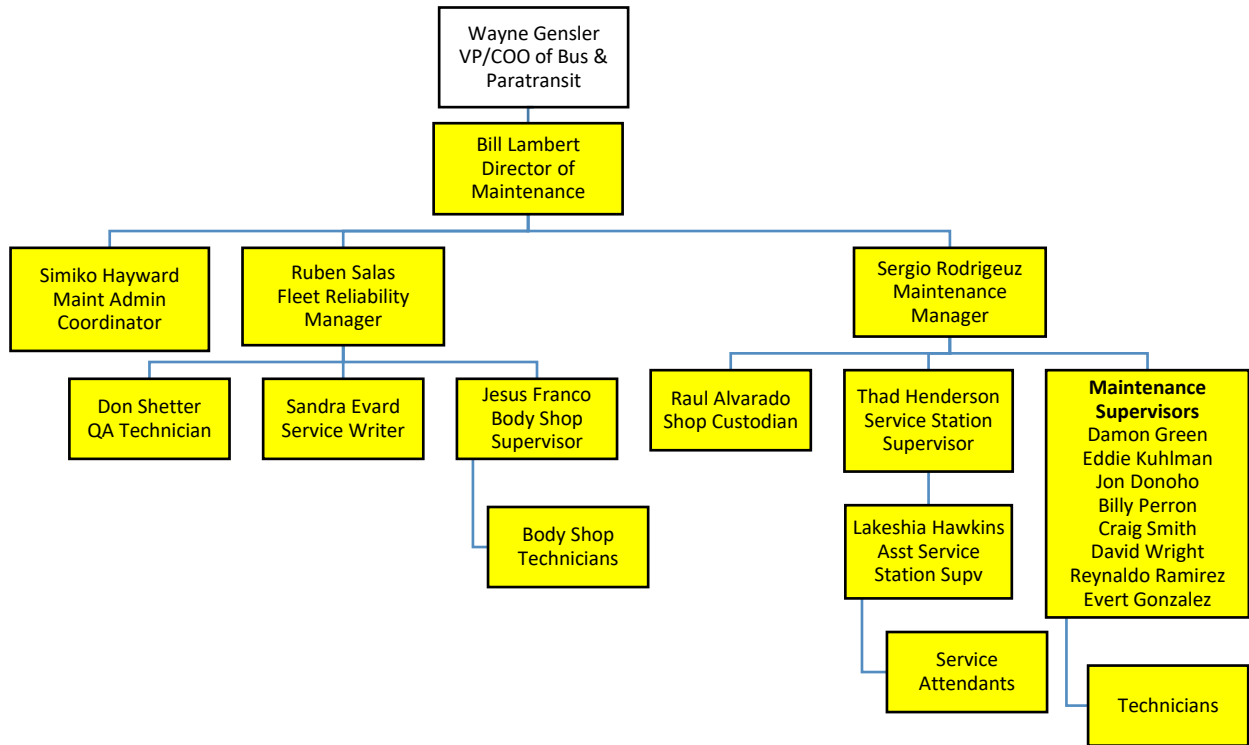 Wayne Gensler
VP/COO of Bus &
Paratransit
Bill Lambert
Director of
Maintenance
Simiko Hayward
Maint Admin
Coordinator
Ruben Salas
Fleet Reliability
Manager
Sergio Rodrigeuz
Maintenance
Manager
Don Shetter
QA Technician
Sandra Evard
Service Writer
Jesus Franco
Body Shop
Supervisor
Raul Alvarado
Shop Custodian
Thad Henderson
Service Station
Supervisor
Maintenance
Supervisors
Damon Green
Eddie Kuhlman
Jon Donoho
Billy Perron
Craig Smith
David Wright
Reynaldo Ramirez
Evert Gonzalez
Body Shop
Technicians
Lakeshia Hawkins
Asst Service
Station Supv
Service
Attendants
Technicians